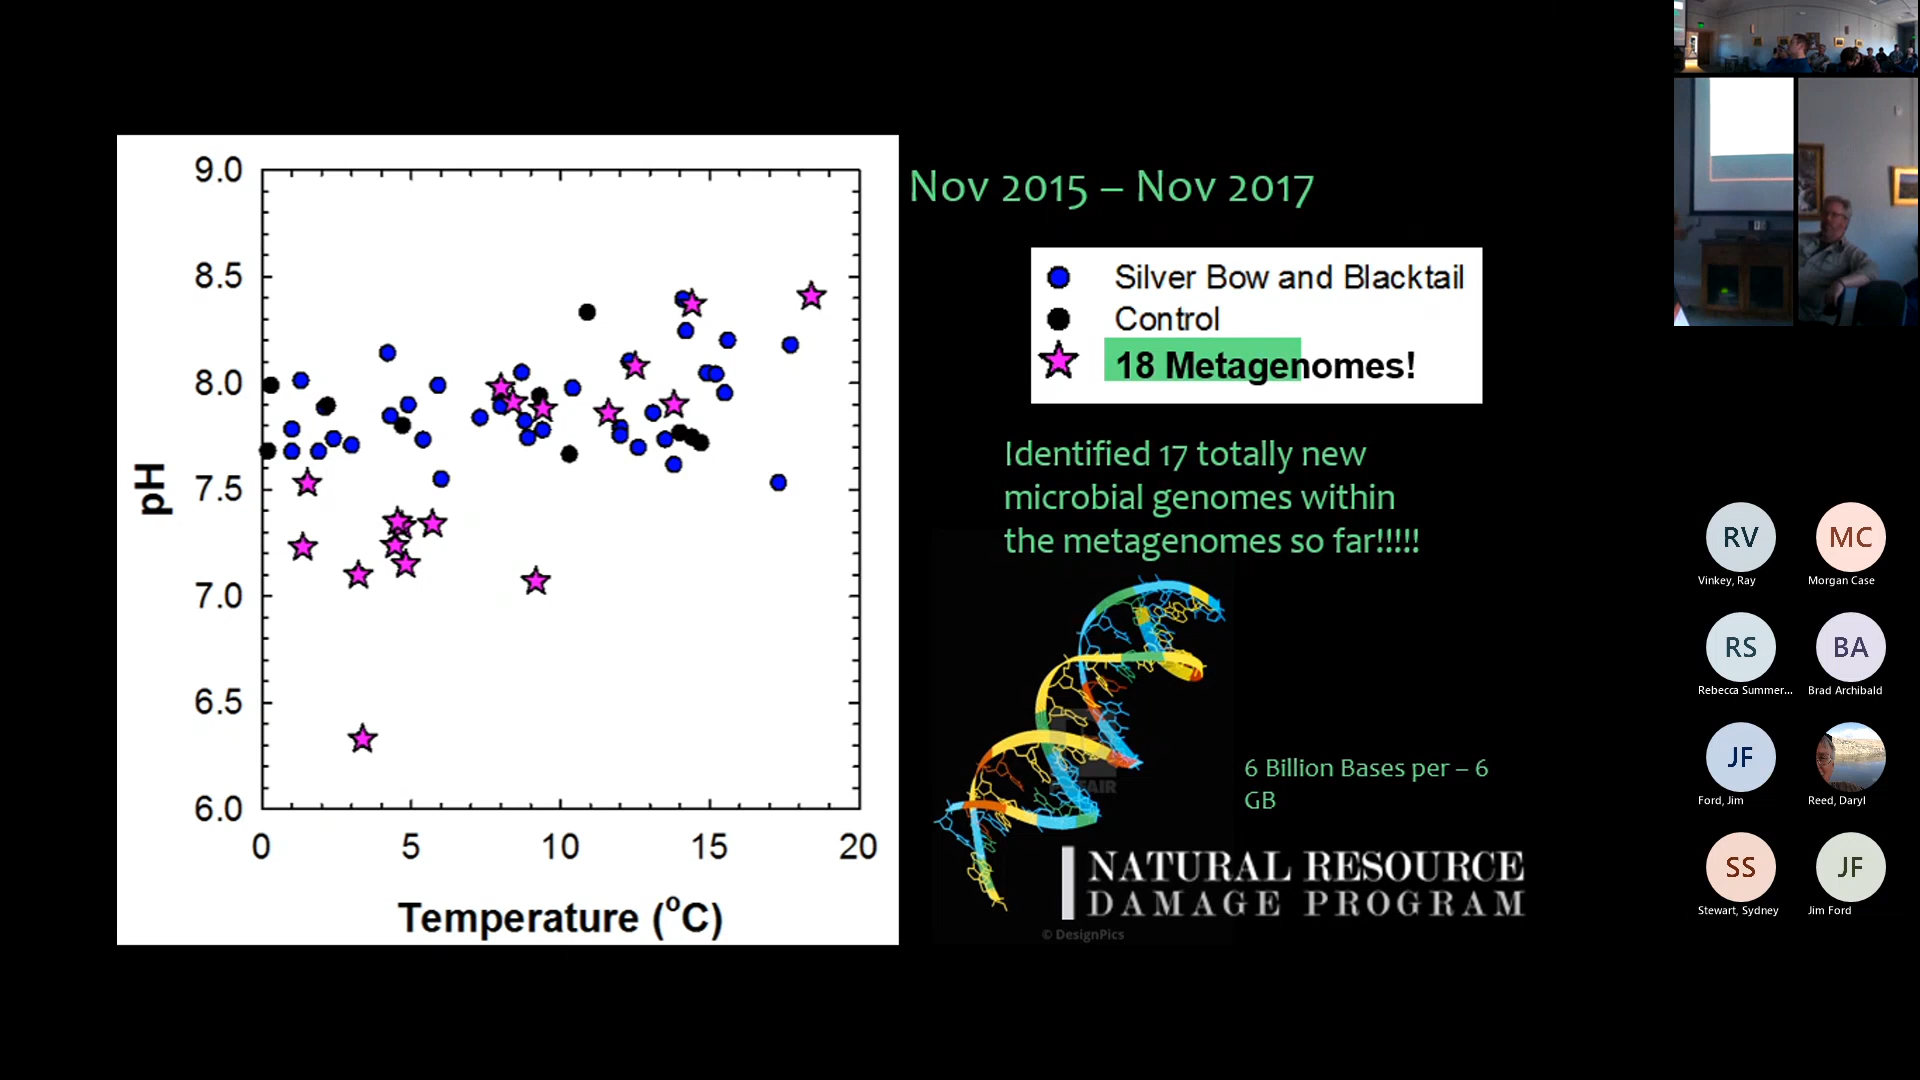 9.0
8.5
8.0
7.5
7.0
6.5
6.0
pH
0 5 10 15 20
Temperature (°C)
Nov 2015 – Nov 2017
Silver Bow and Blacktail
Control
18 Metagenomes!
Identified 17 totally new
microbial genomes within
the metagenomes so far!!!!!
6 Billion Bases per – 6
GB
NATURAL RESOURCE
DAMAGE PROGRAM
© DesignPics
RV MC
Vinkey, Ray Morgan Case
RS BA
Rebecca Summer... Brad Archibald
JF
Ford, Jim Reed, Daryl
SS JF
Stewart, Sydney Jim Ford